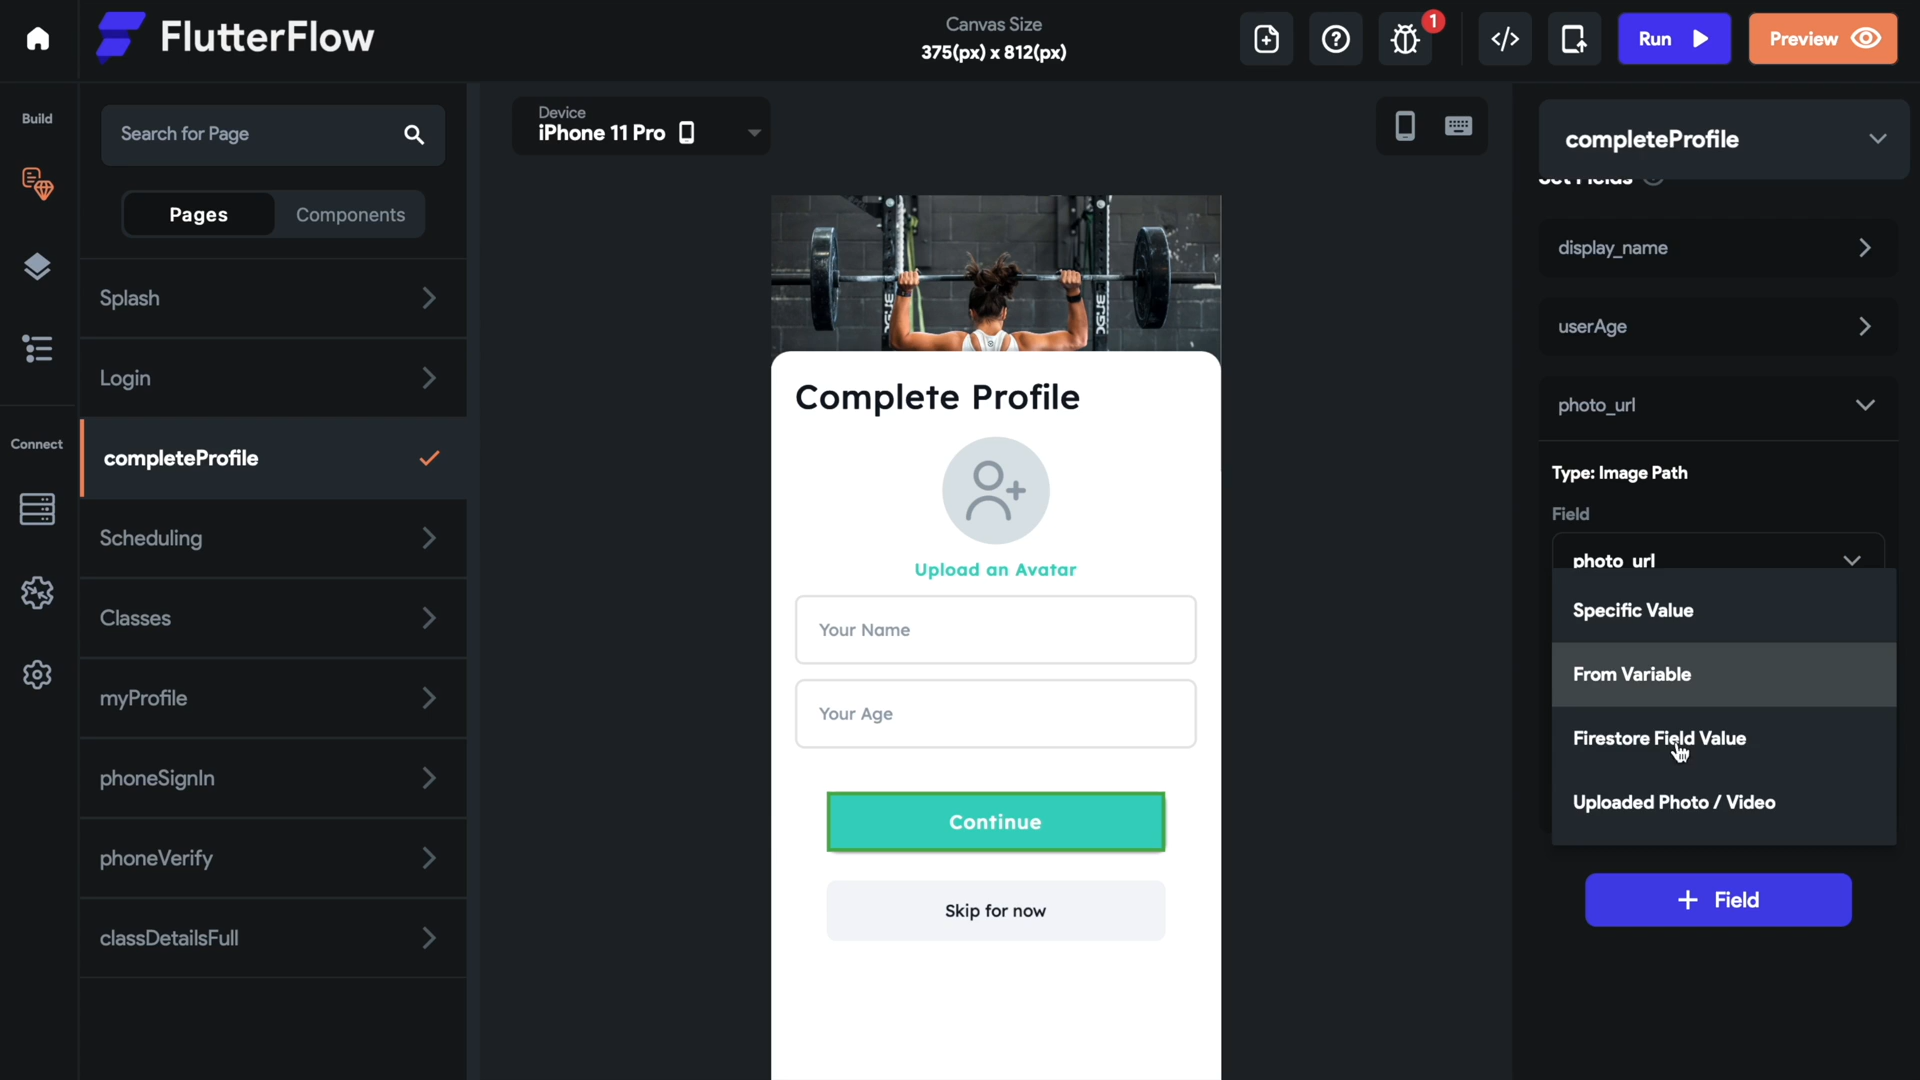 FlutterFlow
Canvas Size
375(px) x 812(px)
1
Run
Preview
Build
Connect
Search for Page
Pages
Components
Splash
Login
completeProfile
Scheduling
Classes
myProfile
phoneSignIn
phoneVerify
classDetailsFull
Device
iPhone 11 Pro
Complete Profile
Upload an Avatar
Your Name
Your Age
Continue
Skip for now
completeProfile
Set Fields
display_name
userAge
photo_url
Type: Image Path
Field
photo_url
Specific Value
From Variable
Firestore Field Value
Uploaded Photo / Video
+ Field